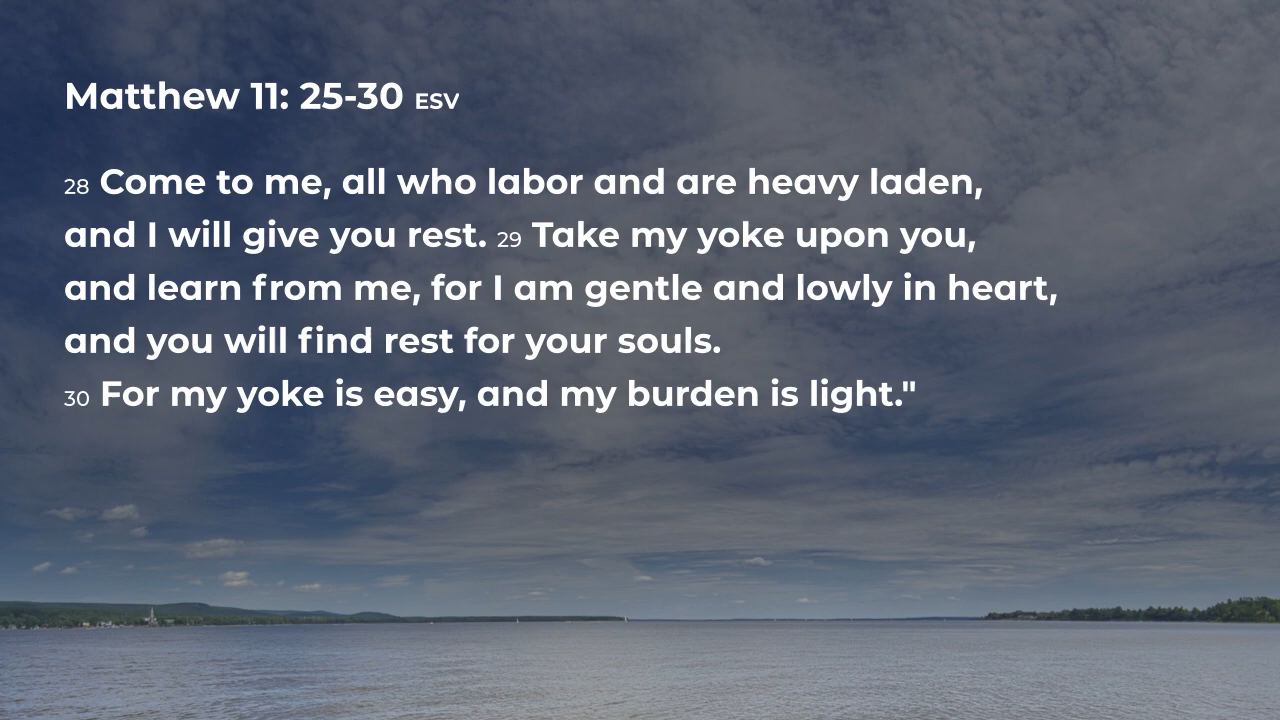 Matthew 11: 25-30 ESV
28 Come to me, all who labor and are heavy laden,
and I will give you rest. 29 Take my yoke upon you,
and learn from me, for I am gentle and lowly in heart,
and you will find rest for your souls.
30 For my yoke is easy, and my burden is light."